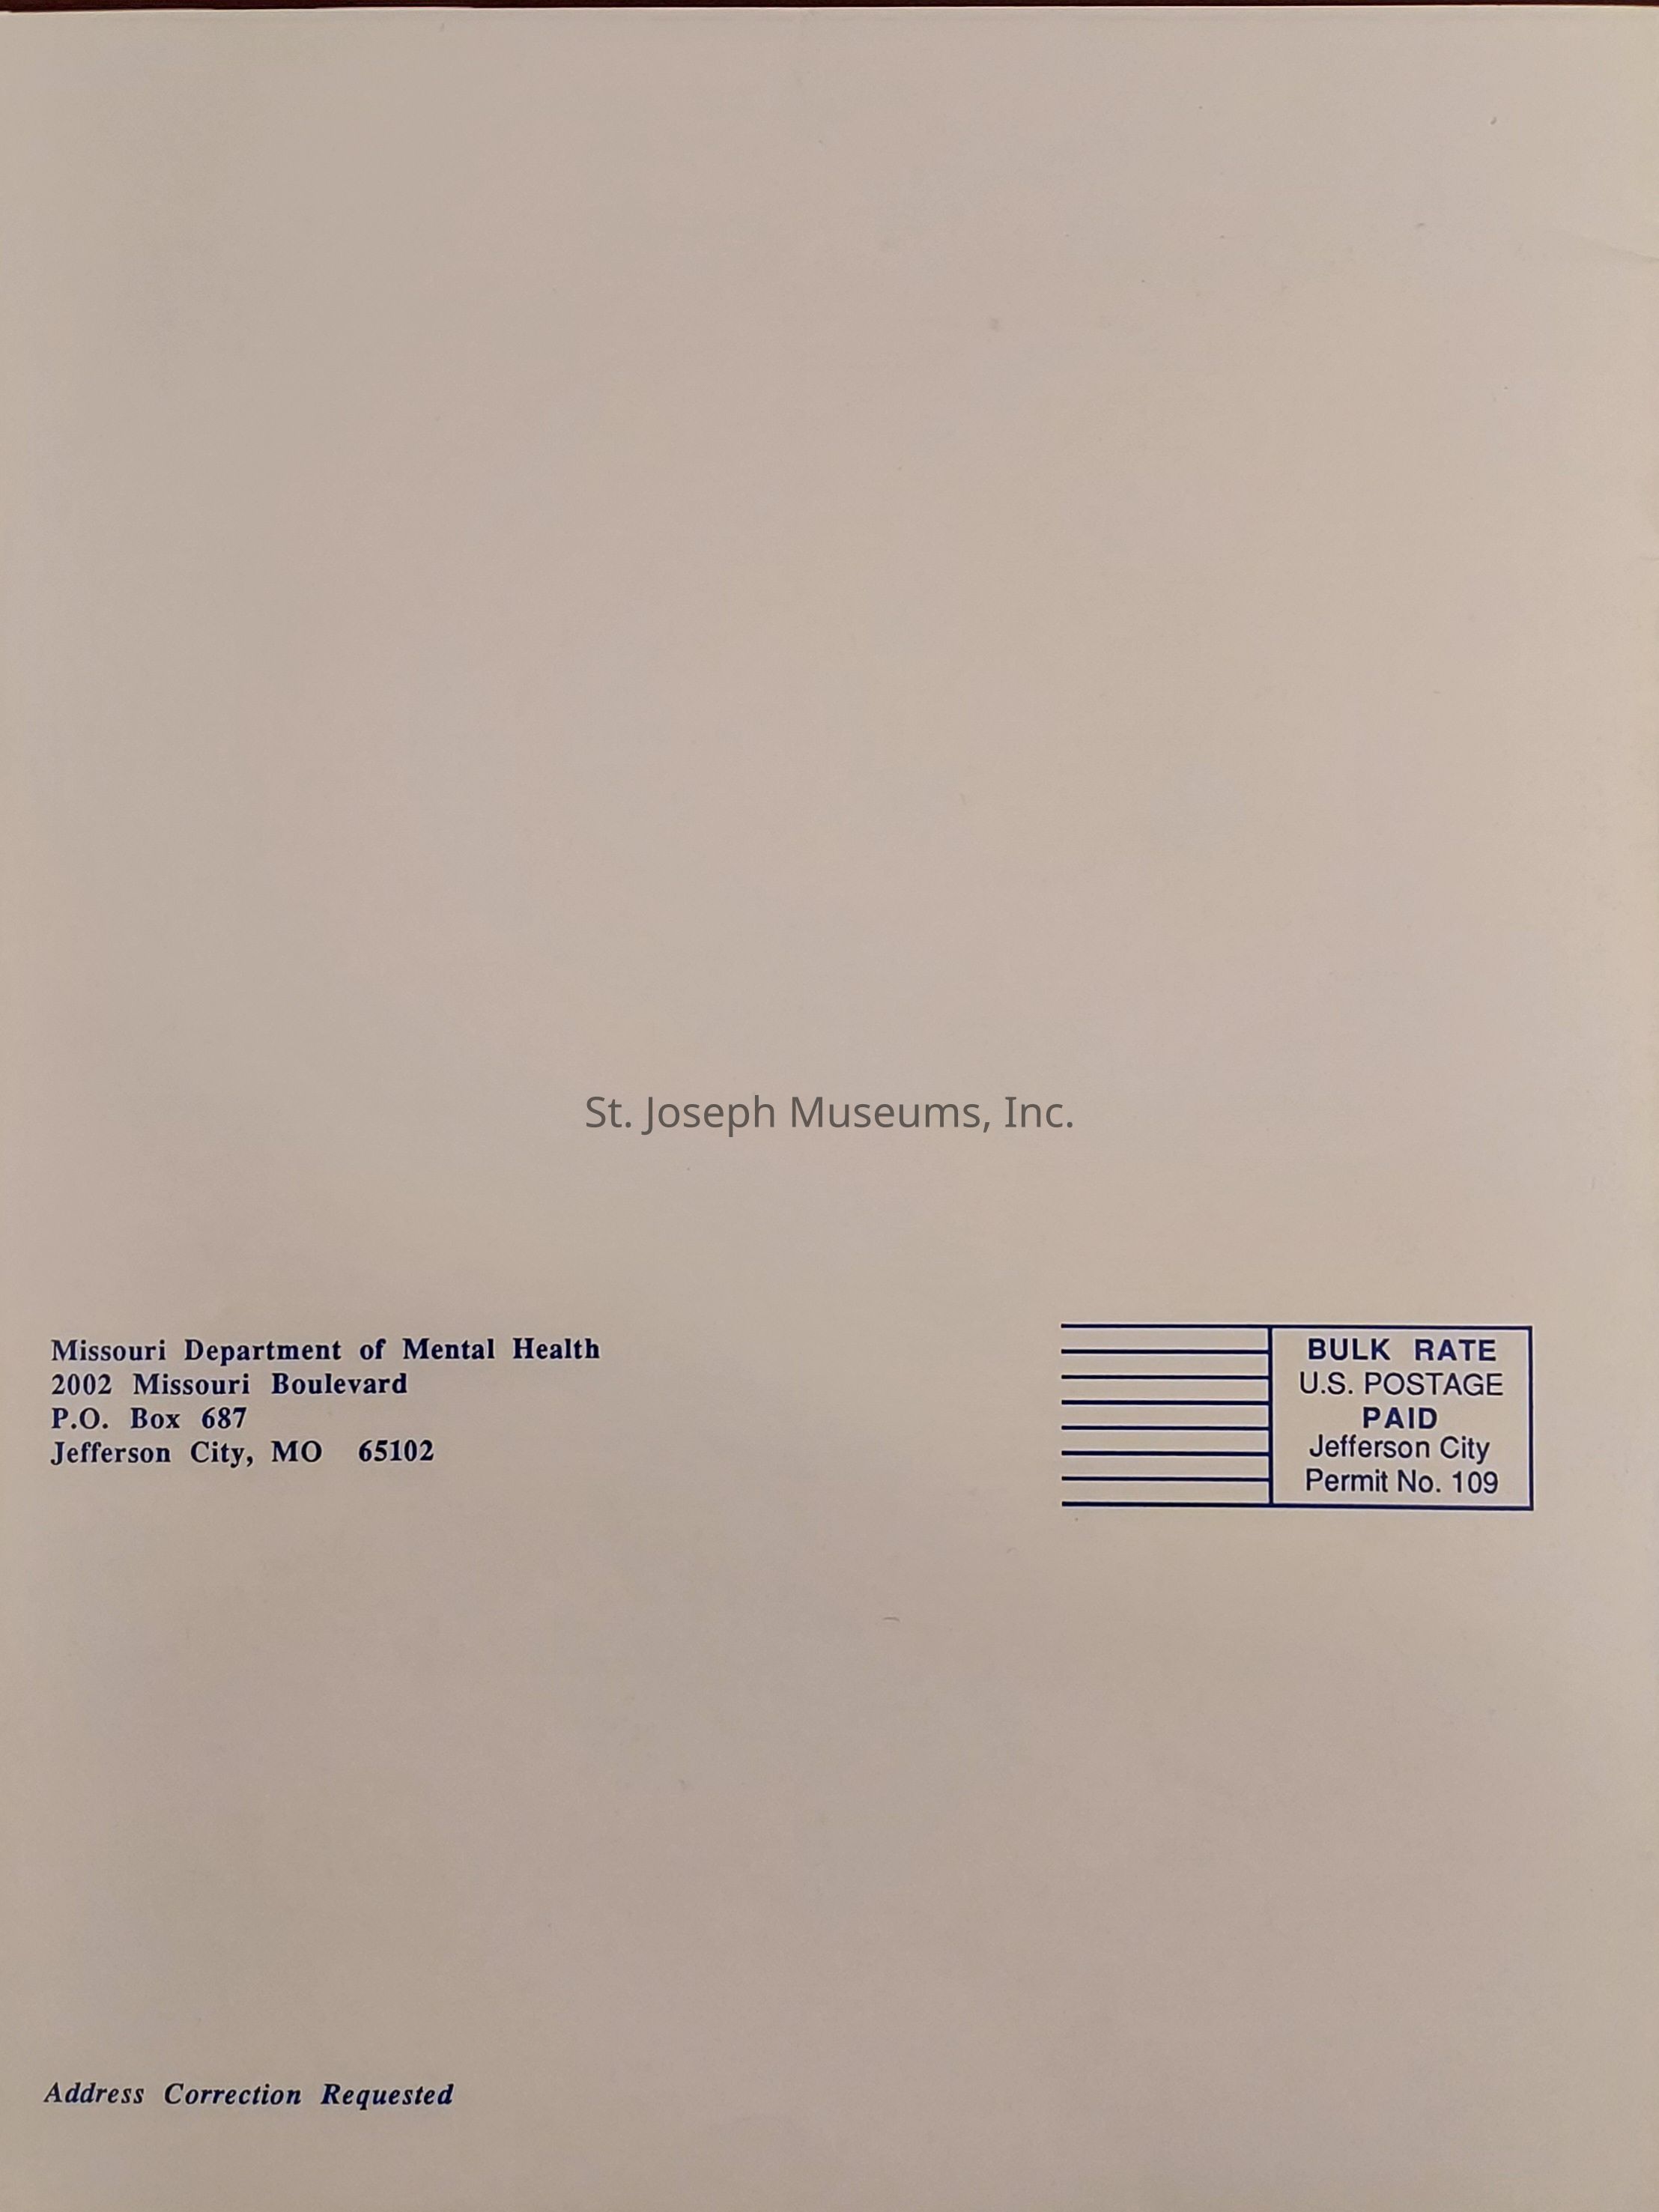 St. Joseph Museums, Inc.
Missouri Department of Mental Health
2002 Missouri Boulevard
P.O. Box 687
Jefferson City, MO 65102
BULK RATE
U.S. POSTAGE
PAID
Jefferson City
Permit No. 109
Address Correction Requested